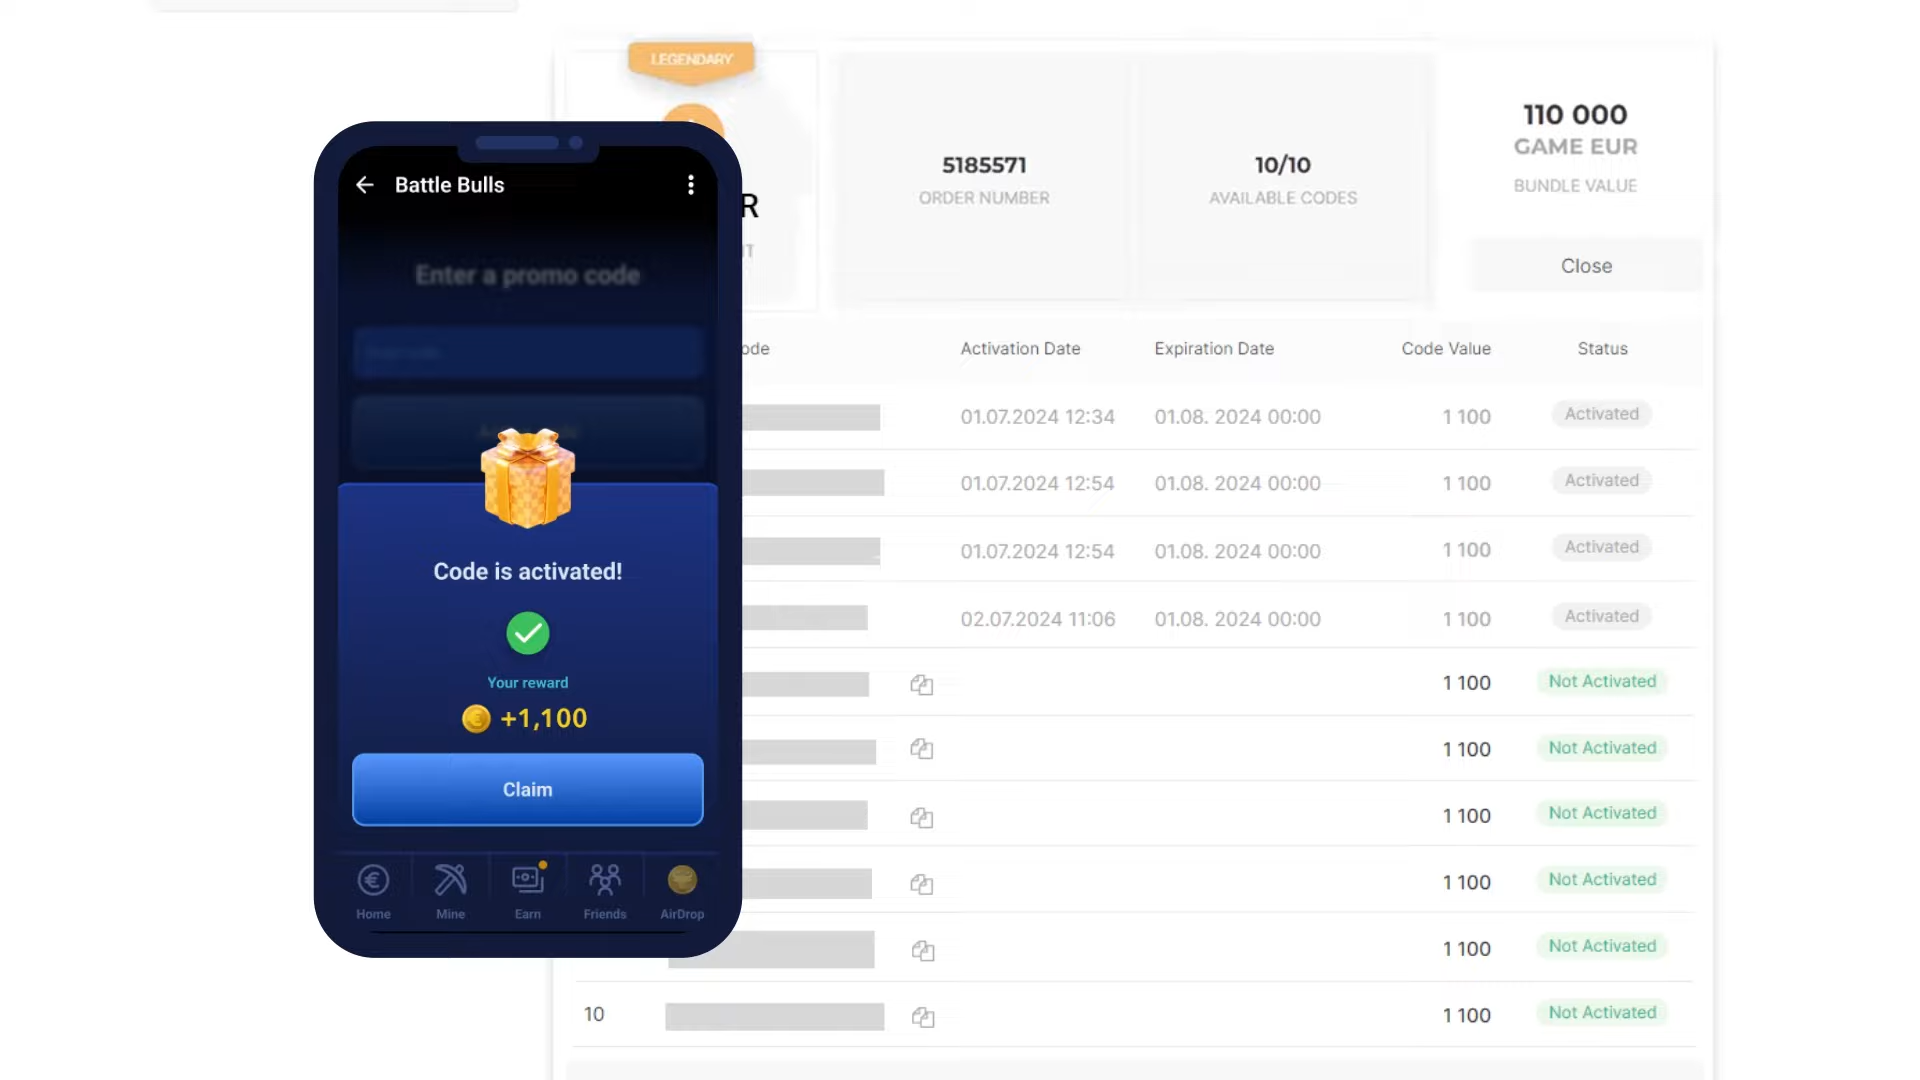 LEGENDARY
R
5185571
ORDER NUMBER
10/10
AVAILABLE CODES
110 000
GAME EUR
BUNDLE VALUE
Close
Battle Bulls
Enter a promo code
Code is activated!
Your reward
+1,100
Claim
Home Mine Earn Friends AirDrop
ode Activation Date Expiration Date Code Value Status
01.07.2024 12:34 01.08. 2024 00:00 1 100 Activated
01.07.2024 12:54 01.08. 2024 00:00 1 100 Activated
01.07.2024 12:54 01.08. 2024 00:00 1 100 Activated
02.07.2024 11:06 01.08. 2024 00:00 1 100 Activated
1 100 Not Activated
1 100 Not Activated
1 100 Not Activated
1 100 Not Activated
1 100 Not Activated
10 1 100 Not Activated